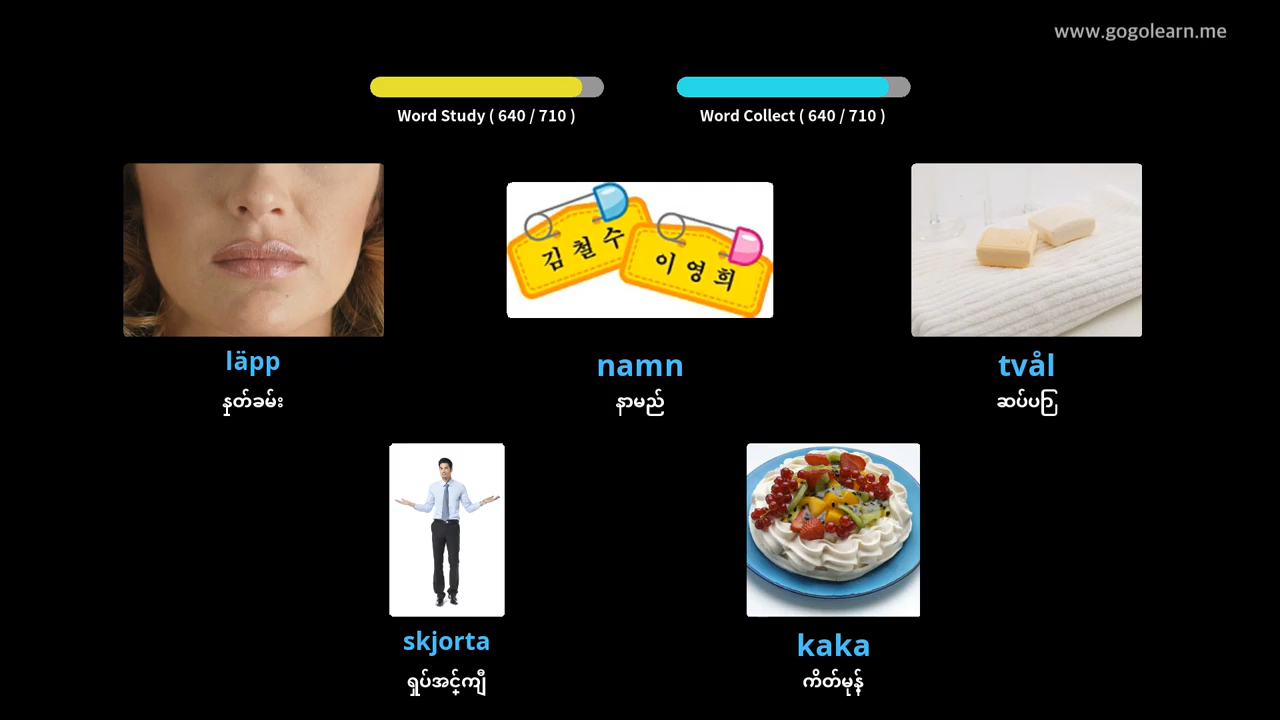 www.gogolearn.me
Word Study ( 640 / 710 )
Word Collect ( 640 / 710 )
김철수
이영희
läpp
namn
tvål
နှုတ်ခမ်း
နာမည်
ဆပ်ပြာ
skjorta
kaka
ရှပ်အင်္ကျီ
ကိတ်မုန့်